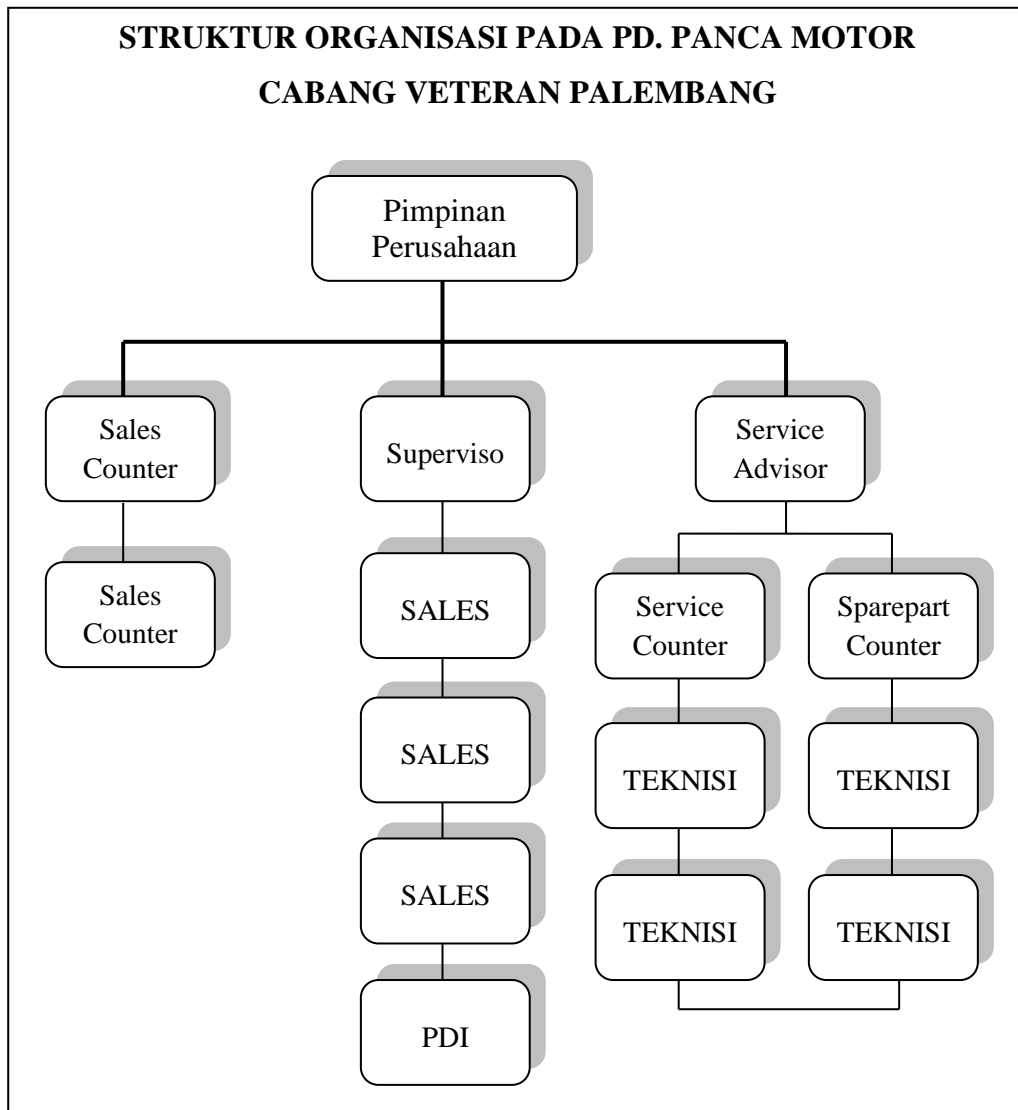 STRUKTUR ORGANISASI PADA PD. PANCA MOTOR
CABANG VETERAN PALEMBANG
Pimpinan
Perusahaan
Sales
Counter
Superviso
Service
Advisor
Sales
Counter
SALES
Service
Counter
Sparepart
Counter
SALES
TEKNISI
TEKNISI
SALES
TEKNISI
TEKNISI
PDI